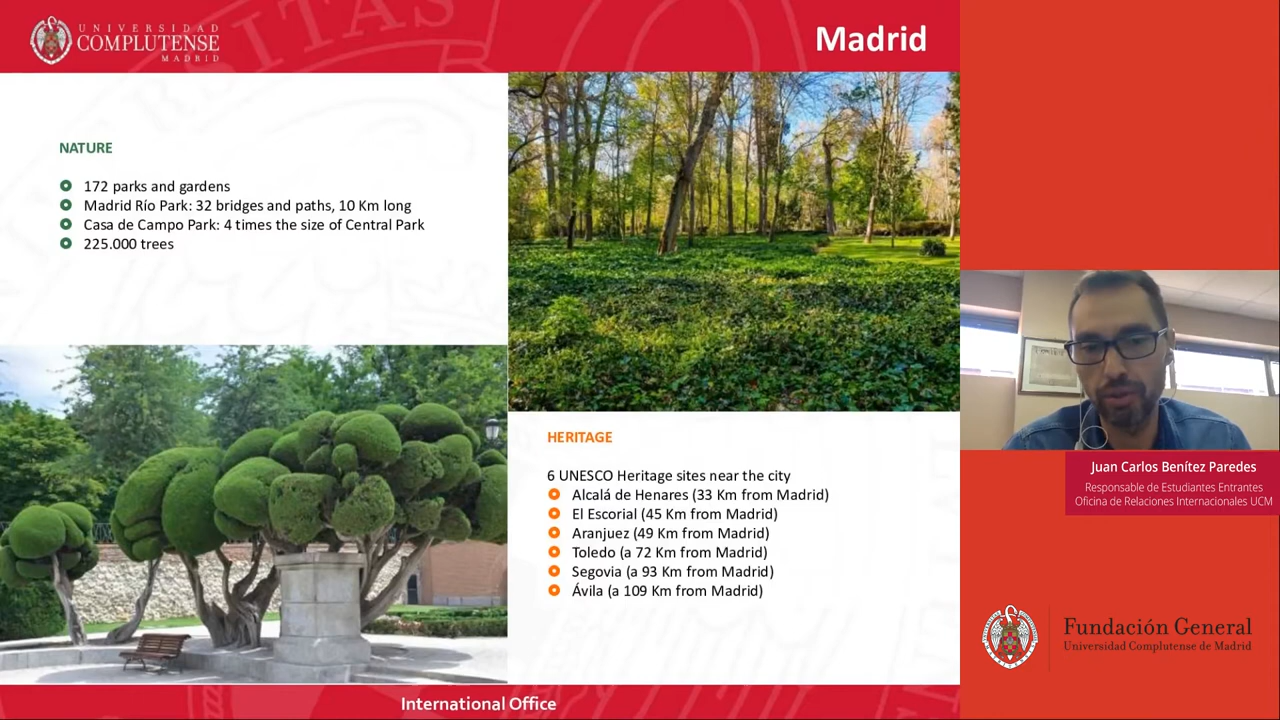 UNIVERSIDAD
COMPLUTENSE
MADRID
Madrid
NATURE
172 parks and gardens
Madrid Río Park: 32 bridges and paths, 10 Km long
Casa de Campo Park: 4 times the size of Central Park
225.000 trees
HERITAGE
6 UNESCO Heritage sites near the city
Alcalá de Henares (33 Km from Madrid)
El Escorial (45 Km from Madrid)
Aranjuez (49 Km from Madrid)
Toledo (a 72 Km from Madrid)
Segovia (a 93 Km from Madrid)
Ávila (a 109 Km from Madrid)
International Office
Juan Carlos Benítez Paredes
Responsable de Estudiantes Entrantes
Oficina de Relaciones Internacionales UCM
Fundación General
Universidad Complutense de Madrid